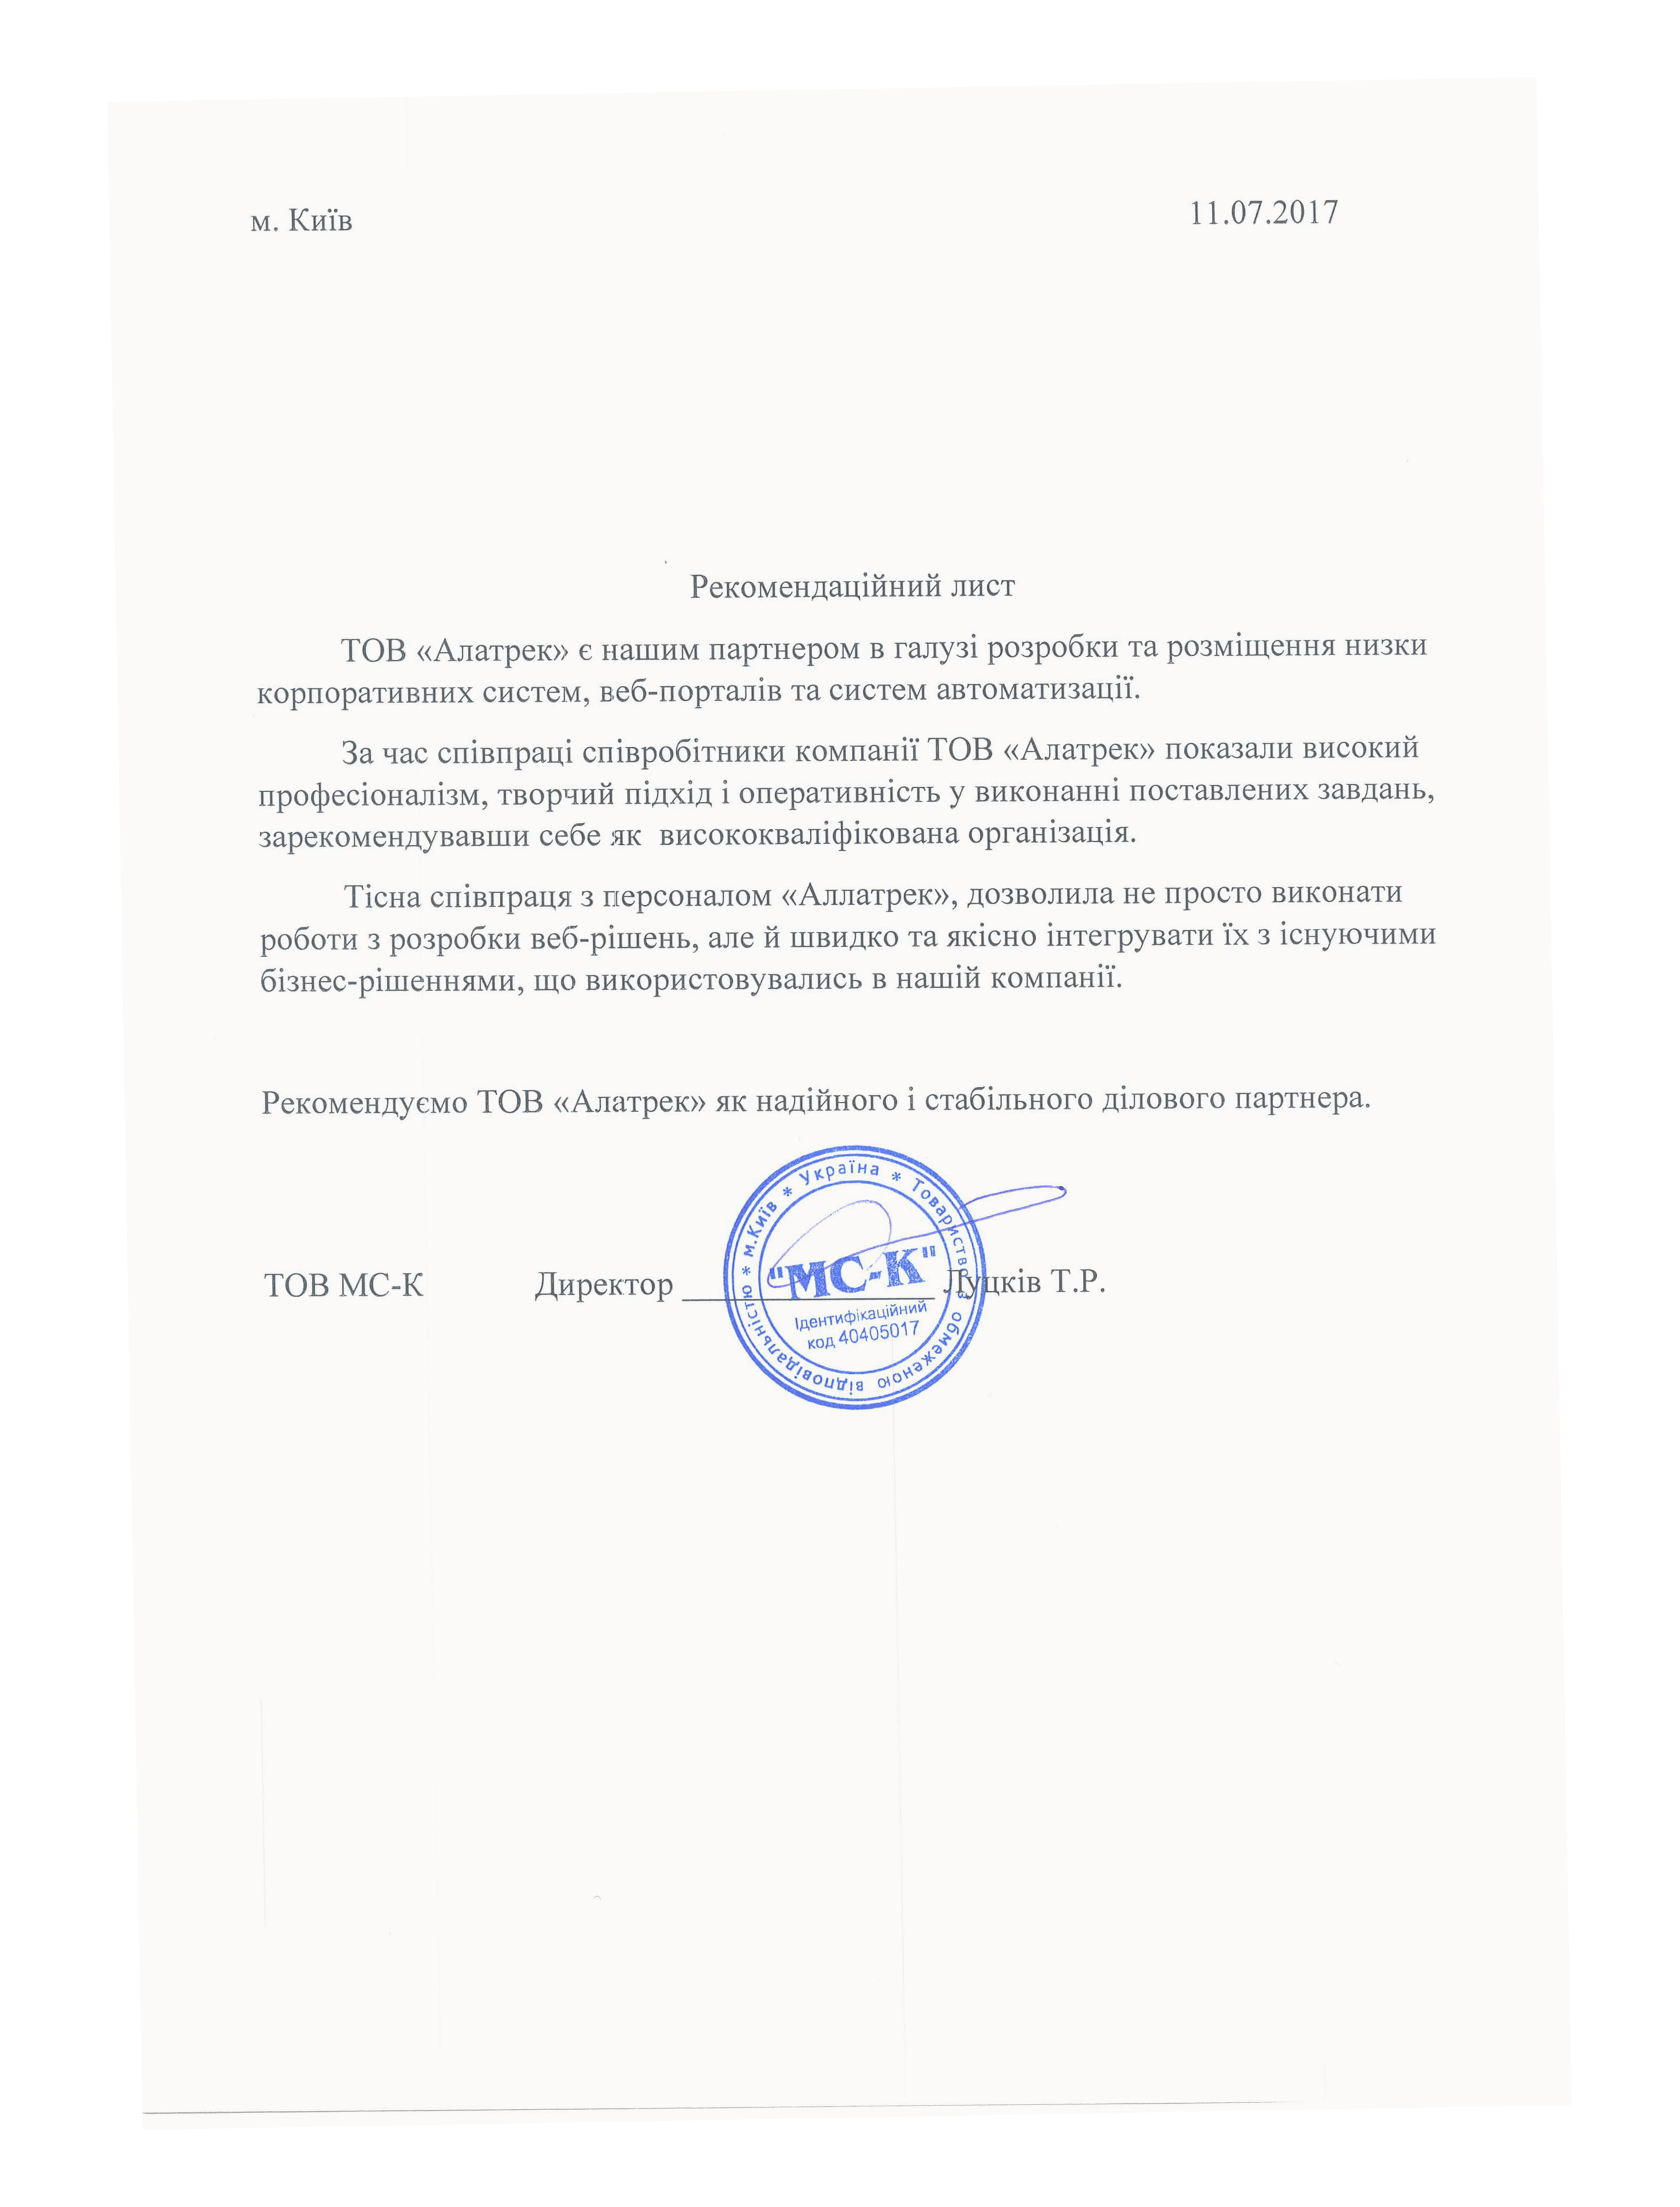 м. Київ 11.07.2017
Рекомендаційний лист
ТОВ «Алатрек» є нашим партнером в галузі розробки та розміщення низки
корпоративних систем, веб-порталів та систем автоматизації.
За час співпраці співробітники компанії ТОВ «Алатрек» показали високий
професіоналізм, творчий підхід і оперативність у виконанні поставлених завдань,
зарекомендувавши себе як висококваліфікована організація.
Тісна співпраця з персоналом «Аллатрек», дозволила не просто виконати
роботи з розробки веб-рішень, але й швидко та якісно інтегрувати їх з існуючими
бізнес-рішеннями, що використовувались в нашій компанії.
Рекомендуємо ТОВ «Алатрек» як надійного і стабільного ділового партнера.
ТОВ МС-К Директор _______________ Луцків Т.Р.
* м.Київ * Україна * Товариство з обмеженою відповідальністю
"МС-К"
Ідентифікаційний
код 40405017